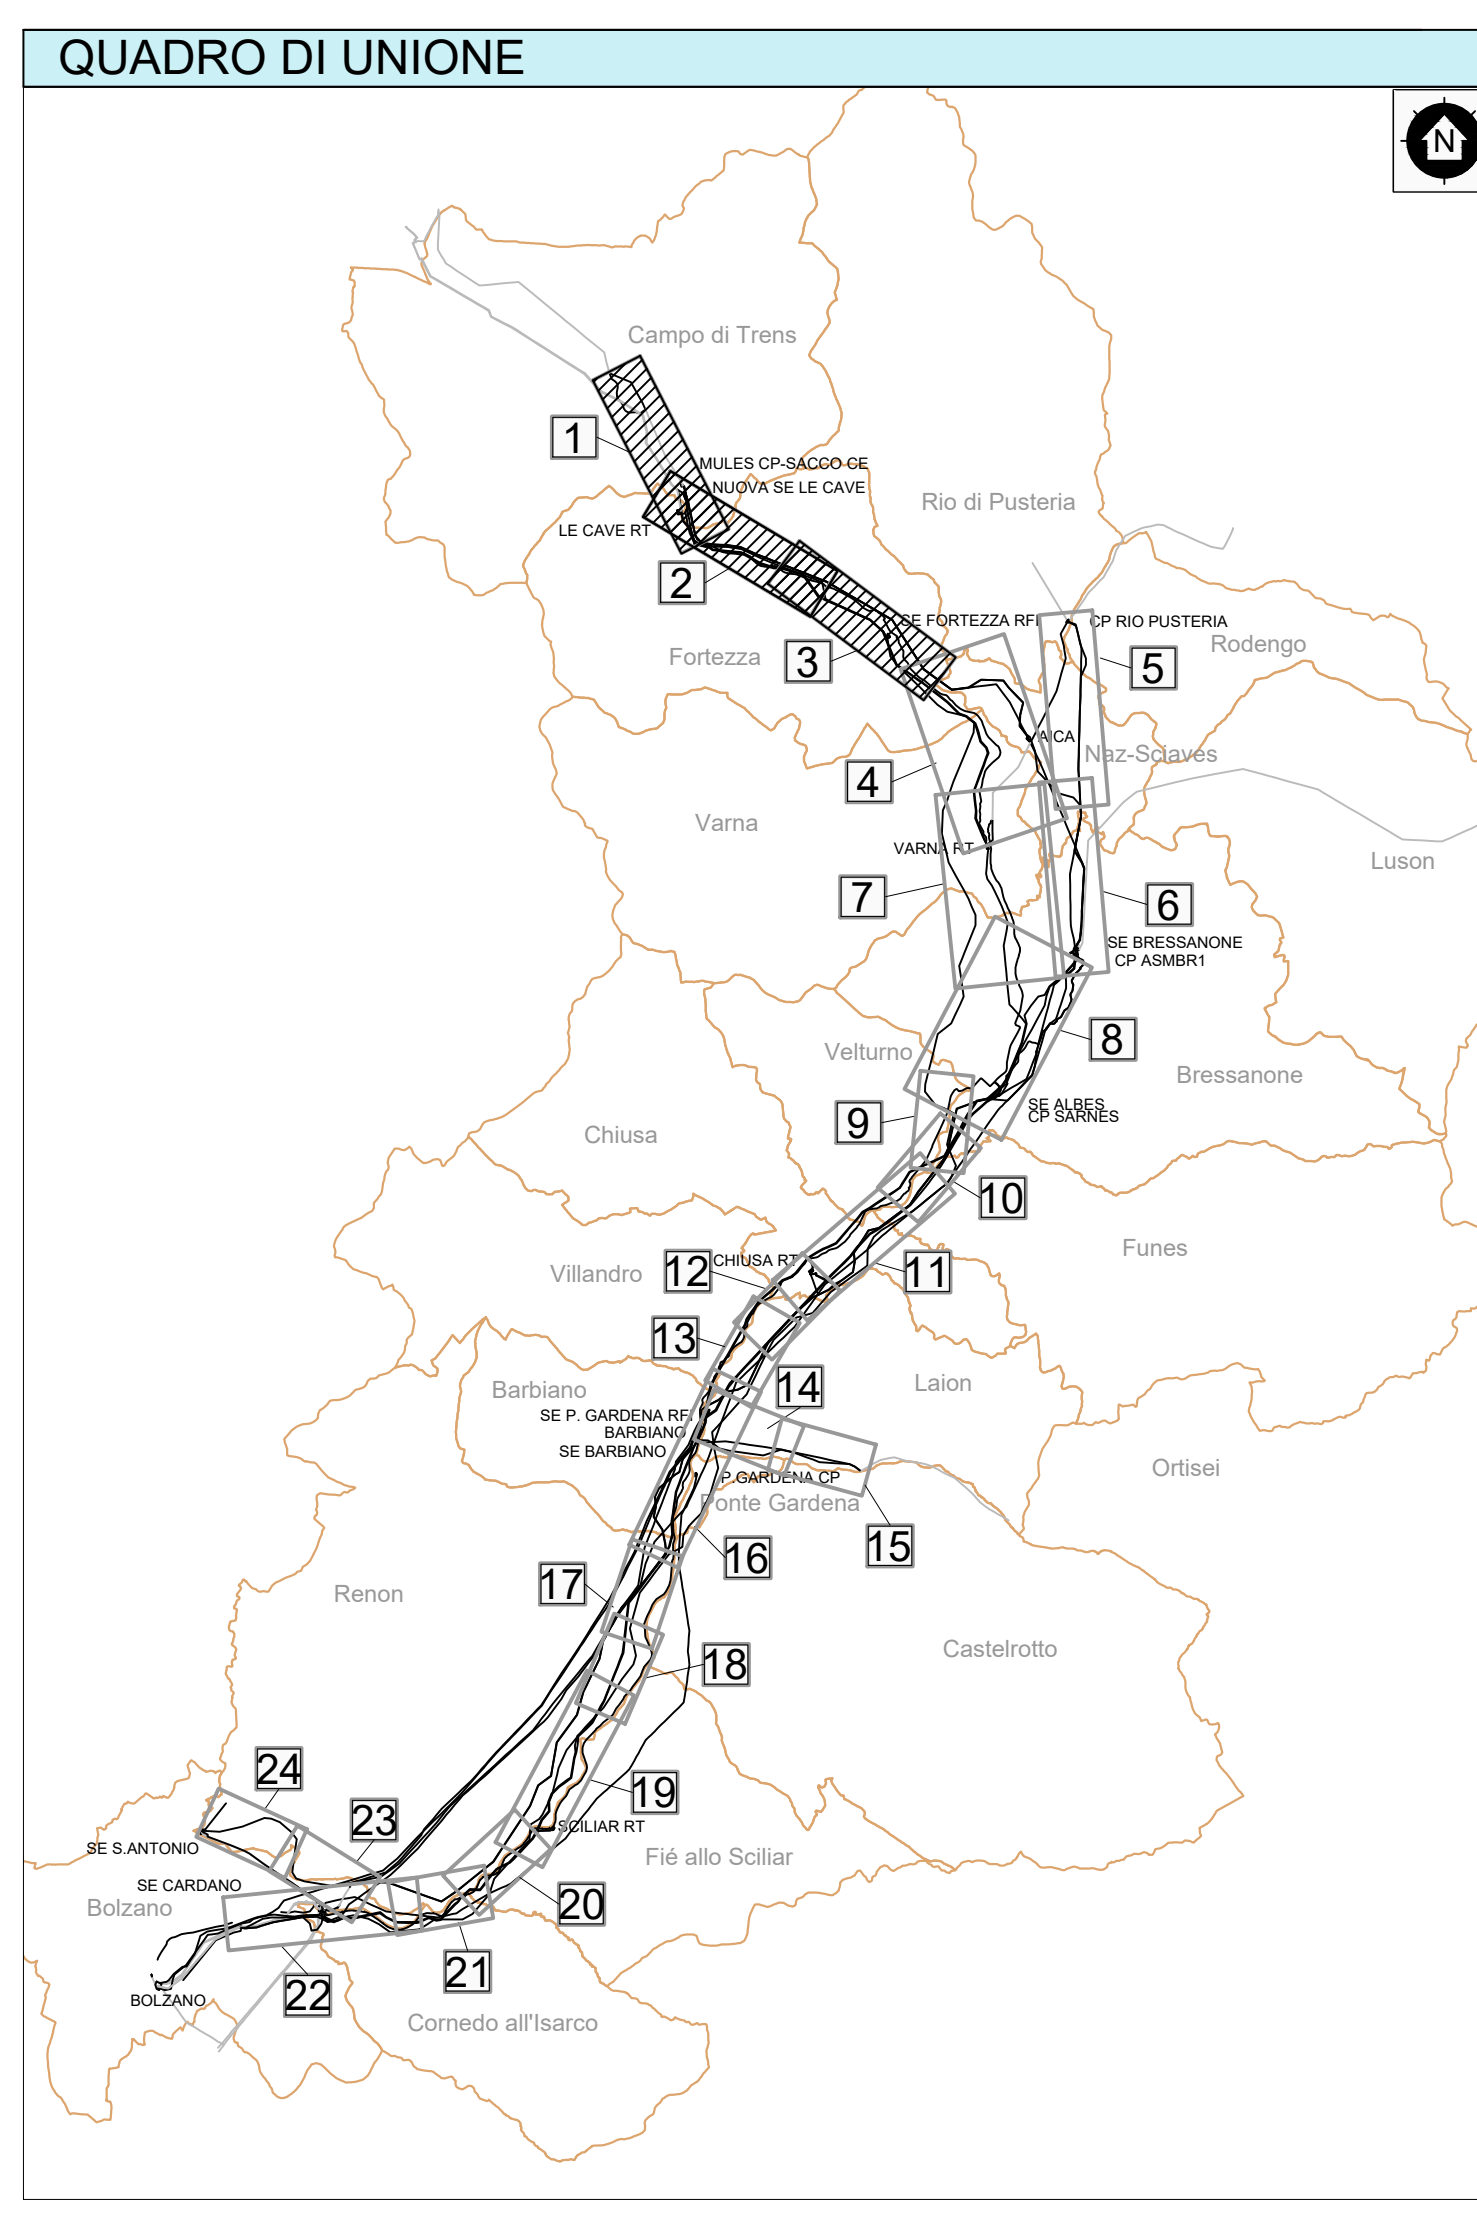 QUADRO DI UNIONE
N
Campo di Trens
1
MULES CP-SACCO CE
NUOVA SE LE CAVE
Rio di Pusteria
LE CAVE RT
2
SE FORTEZZA RFI
CP RIO PUSTERIA
Rodengo
Fortezza
3
5
AICA
Naz-Sciaves
4
Varna
VARNA RT
Luson
7
6
SE BRESSANONE
CP ASMBR1
Velturno
8
Bressanone
SE ALBES
CP SARNES
9
Chiusa
10
Funes
CHIUSA RT
12
Villandro
11
13
Laion
14
Barbiano
SE P. GARDENA RFI
BARBIANO
SE BARBIANO
Ortisei
P.GARDENA CP
Ponte Gardena
15
16
17
Renon
Castelrotto
18
24
19
23
SCILIAR RT
SE S.ANTONIO
Fié allo Sciliar
SE CARDANO
20
Bolzano
21
22
BOLZANO
Cornedo all'Isarco